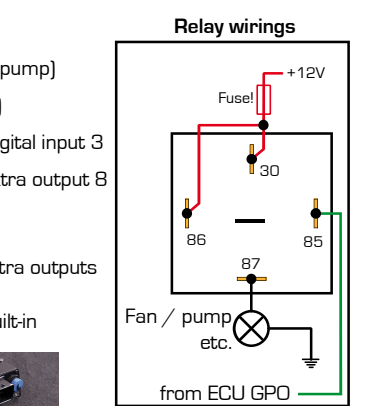 Relay wirings
pump)
)
gital input 3
tra output 8
tra outputs
ilt-in
+12V
Fuse!
30
86
85
87
Fan / pump
etc.
from ECU GPO